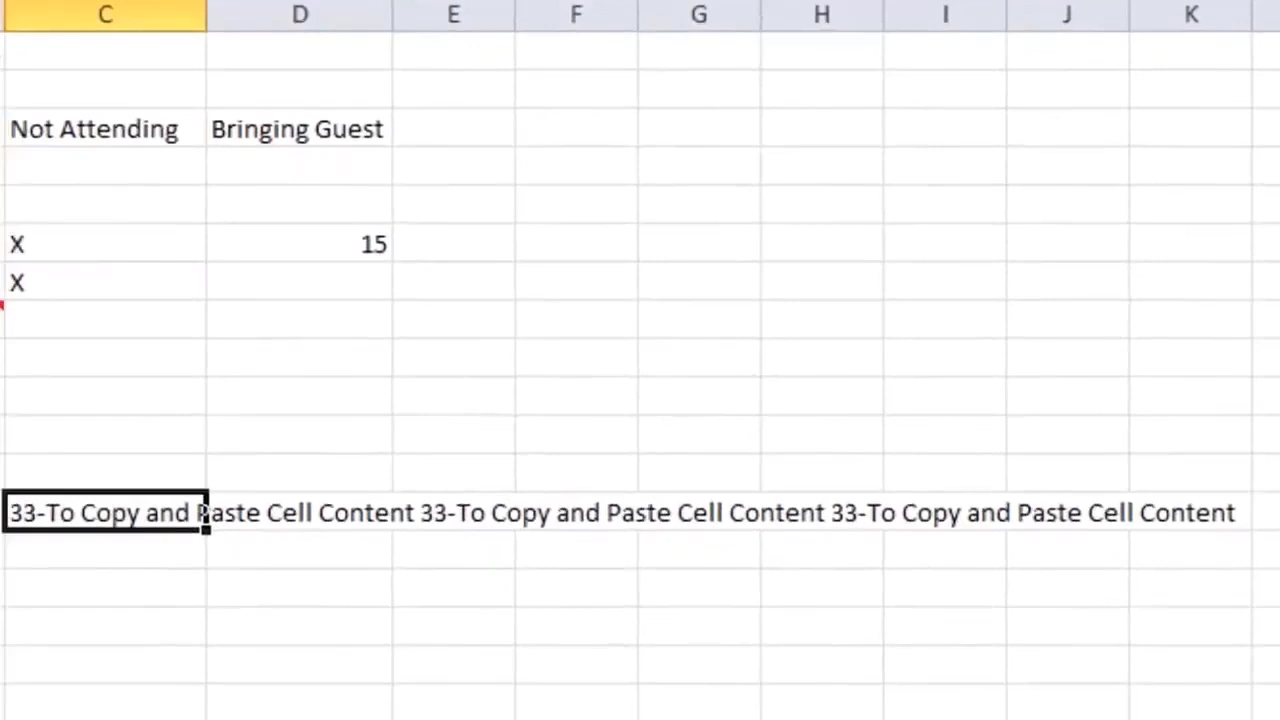 C D E F G H I J K
Not Attending Bringing Guest
X 15
X
33-To Copy and Paste Cell Content 33-To Copy and Paste Cell Content 33-To Copy and Paste Cell Content